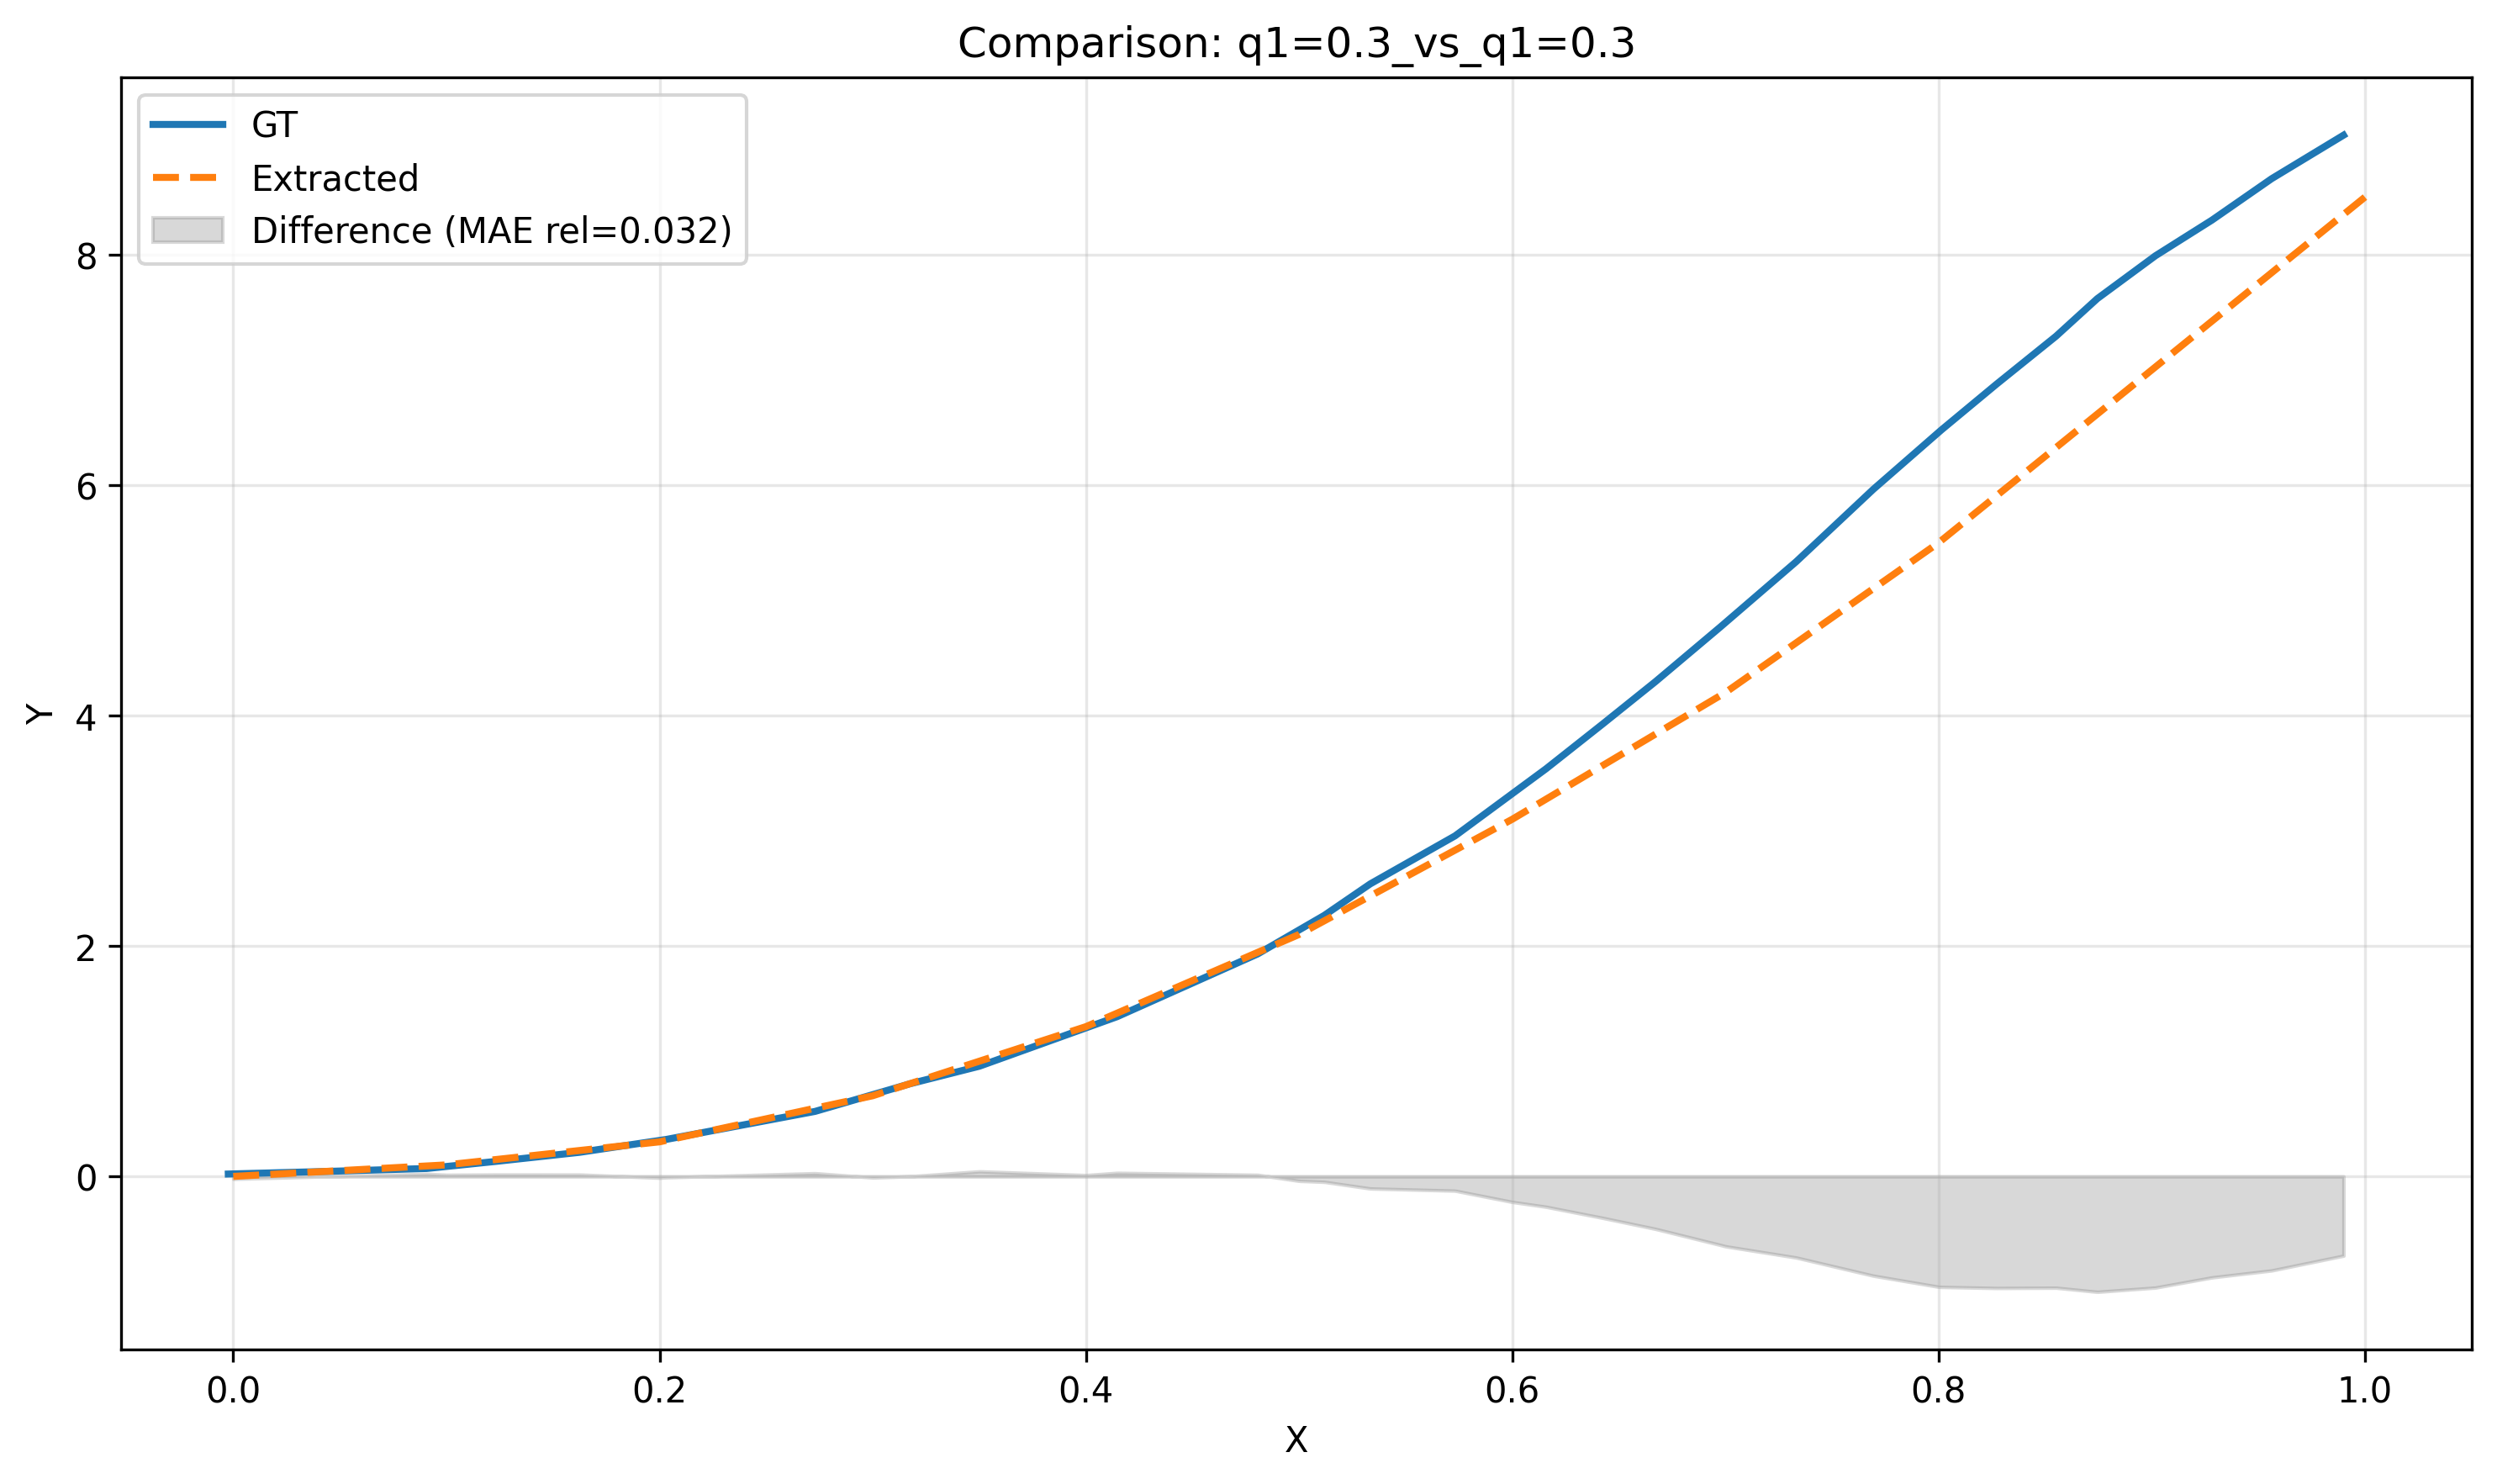 Comparison: q1=0.3_vs_q1=0.3
GT
Extracted
Difference (MAE rel=0.032)
Y
8
6
4
2
0
0.0 0.2 0.4 0.6 0.8 1.0
X